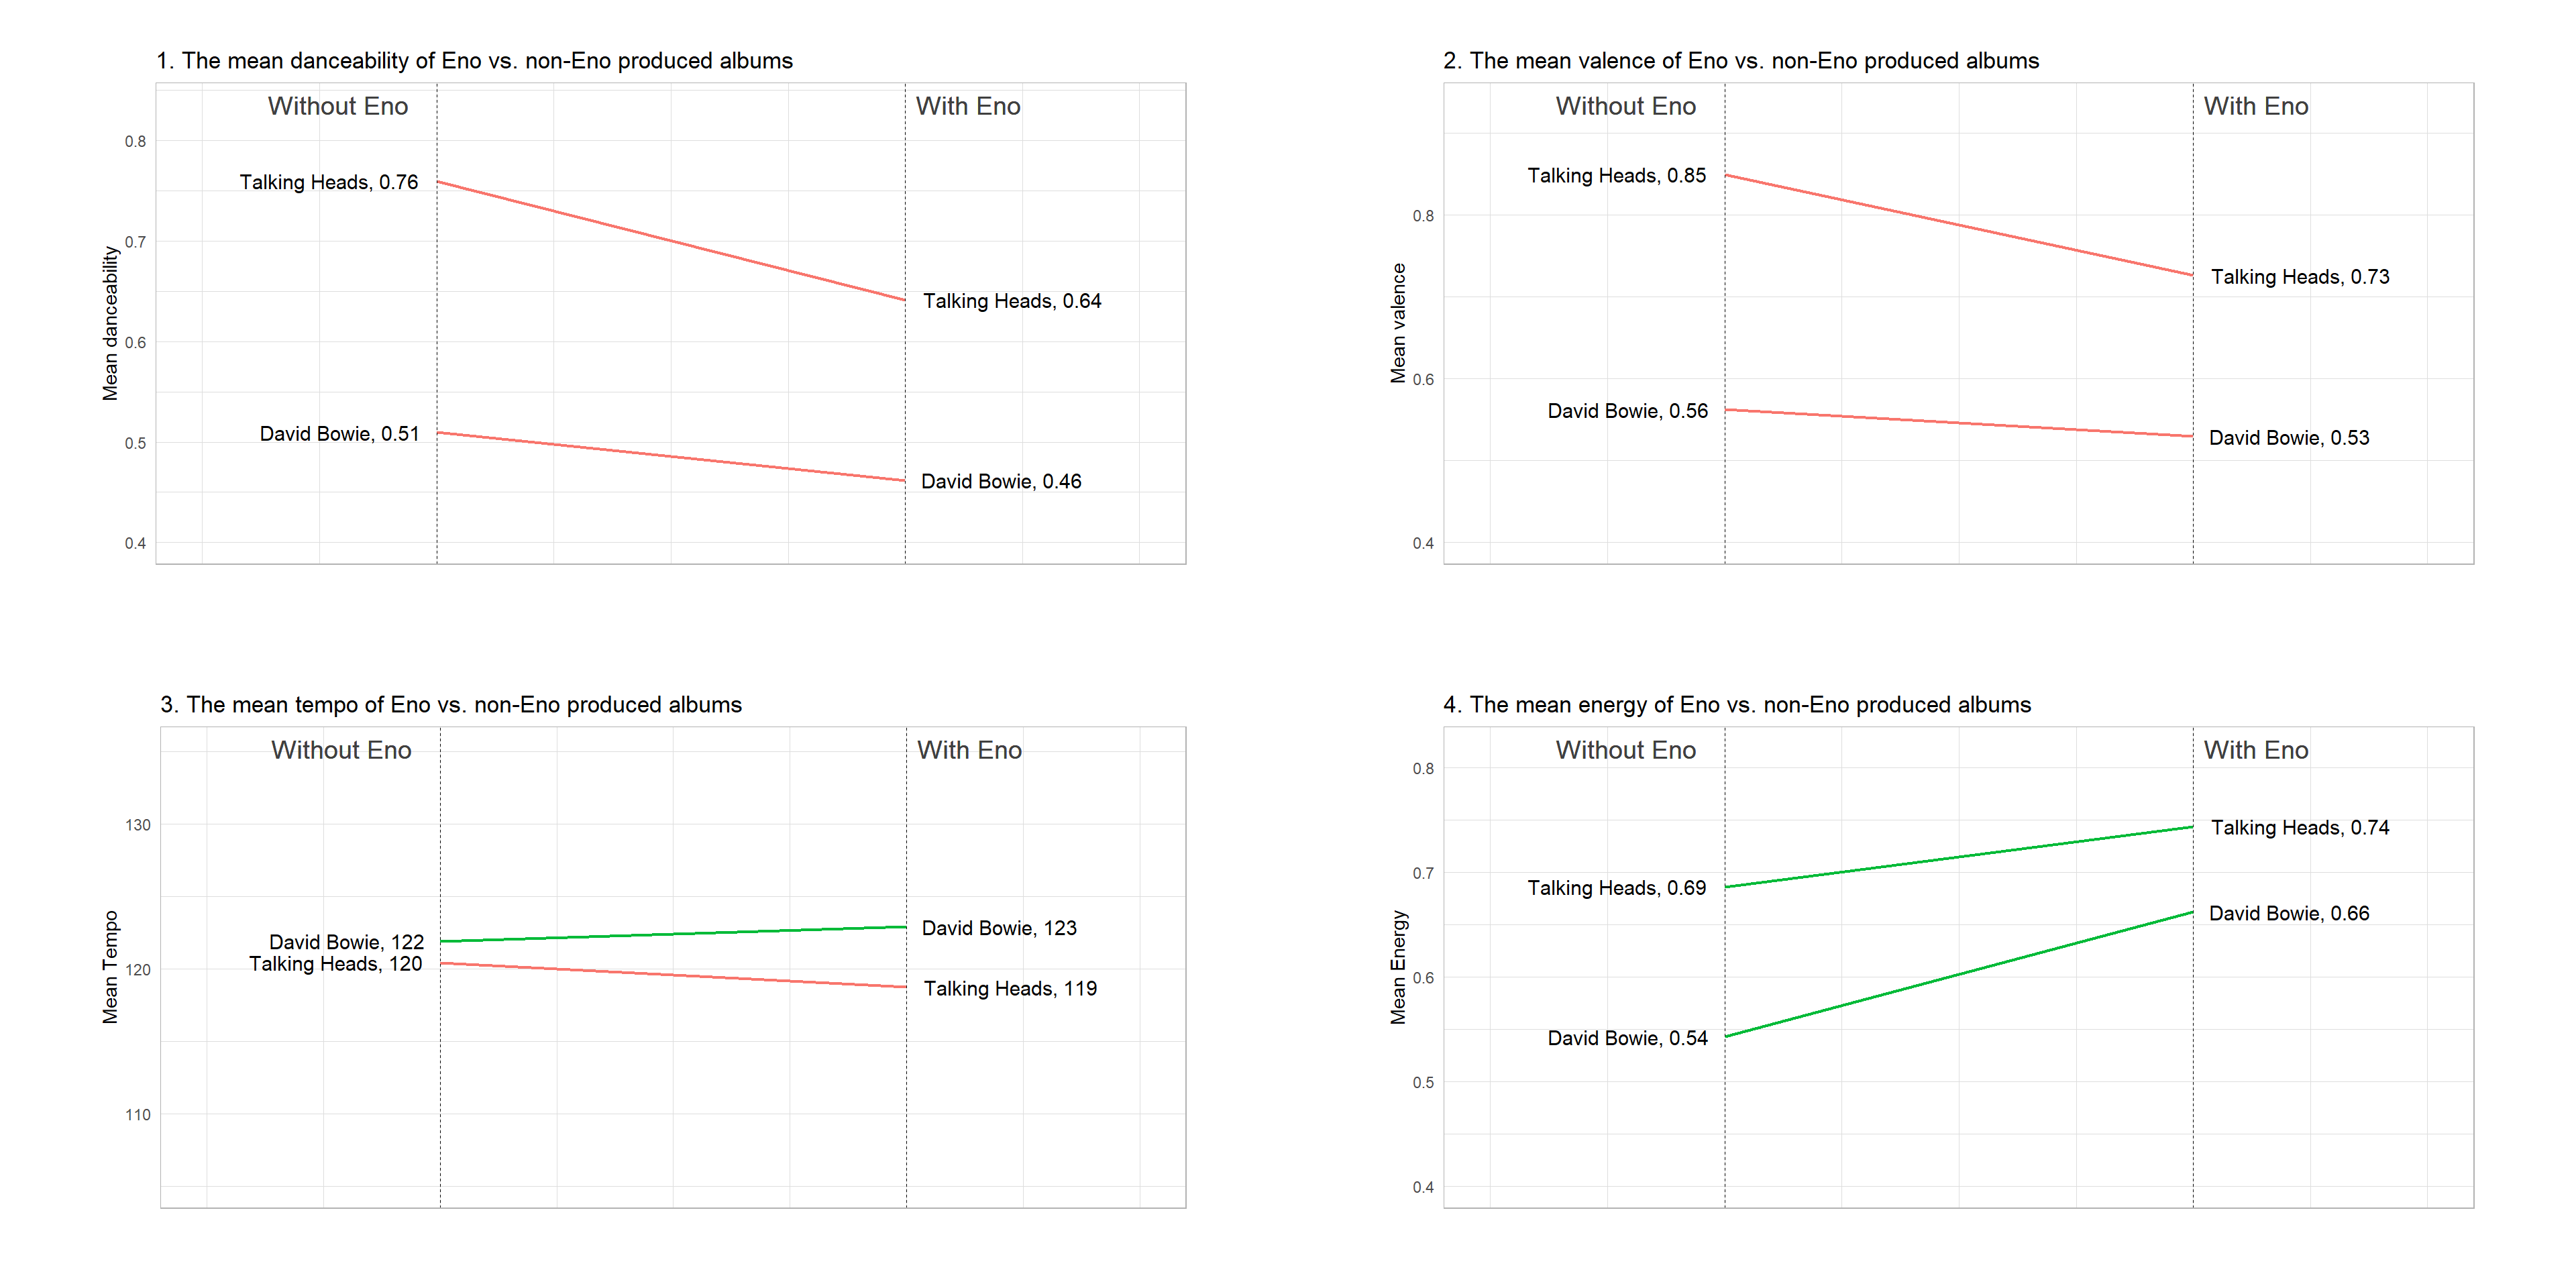 1. The mean danceability of Eno vs. non-Eno produced albums
Without Eno
With Eno
Mean danceability
0.8
0.7
0.6
0.5
0.4
Talking Heads, 0.76
Talking Heads, 0.64
David Bowie, 0.51
David Bowie, 0.46
2. The mean valence of Eno vs. non-Eno produced albums
Without Eno
With Eno
Mean valence
0.8
0.6
0.4
Talking Heads, 0.85
Talking Heads, 0.73
David Bowie, 0.56
David Bowie, 0.53
3. The mean tempo of Eno vs. non-Eno produced albums
Without Eno
With Eno
Mean Tempo
130
120
110
David Bowie, 122
Talking Heads, 120
David Bowie, 123
Talking Heads, 119
4. The mean energy of Eno vs. non-Eno produced albums
Without Eno
With Eno
Mean Energy
0.8
0.7
0.6
0.5
0.4
Talking Heads, 0.69
Talking Heads, 0.74
David Bowie, 0.54
David Bowie, 0.66